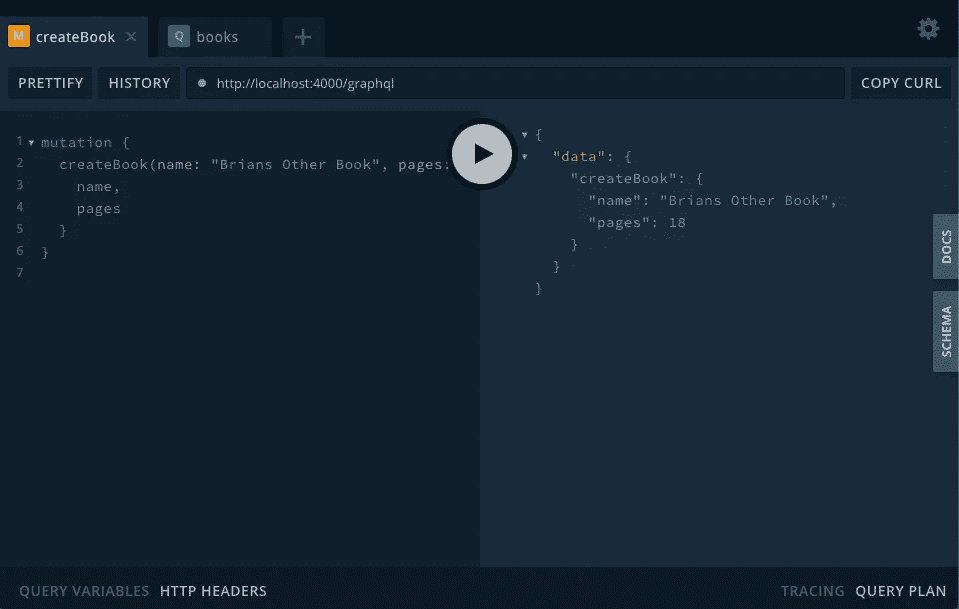 M createBook × Q books +
PRETTIFY HISTORY http://localhost:4000/graphql COPY CURL
1 mutation {
2 createBook(name: "Brians Other Book", pages:
3 name,
4 pages
5 }
6 }
7
{
"data": {
"createBook": {
"name": "Brians Other Book",
"pages": 18
}
}
}
DOCS
SCHEMA
QUERY VARIABLES HTTP HEADERS TRACING QUERY PLAN